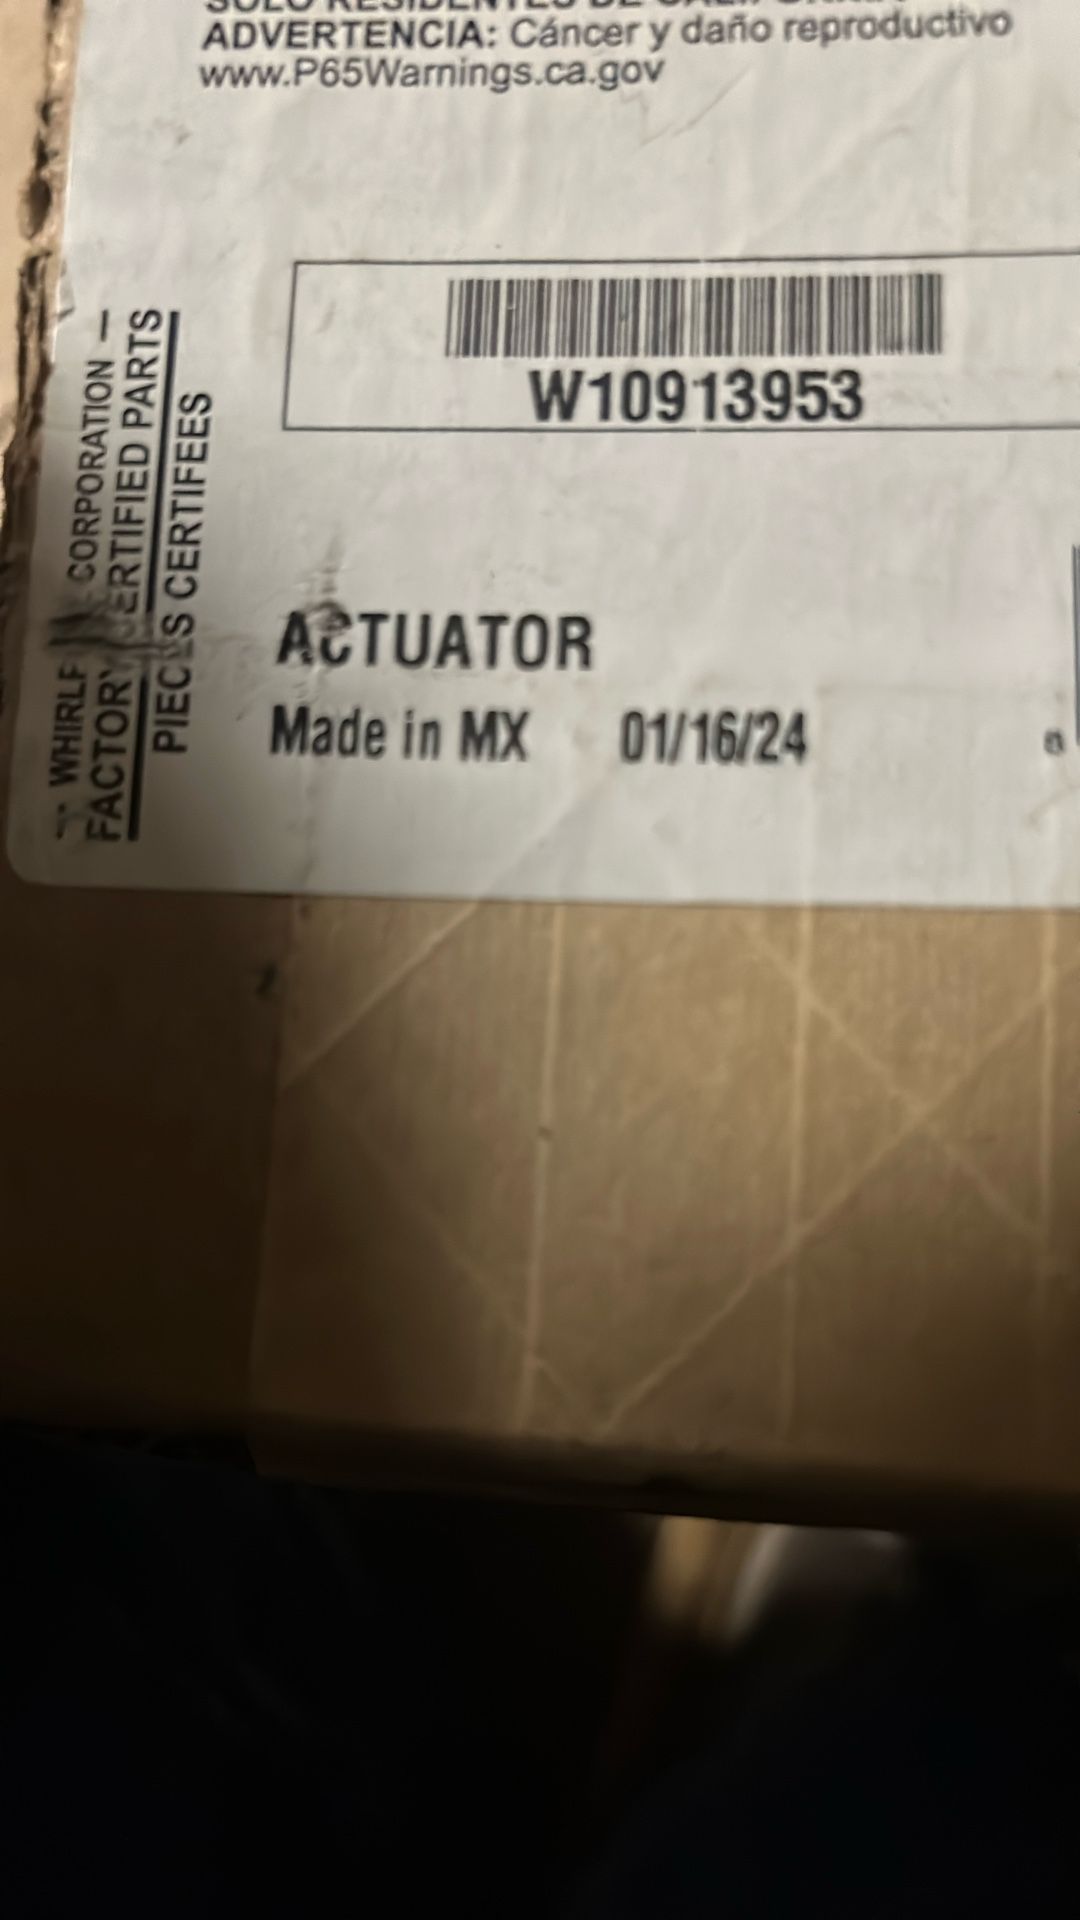 ADVERTENCIA: Cáncer y daño reproductivo
www.P65Warnings.ca.gov
W10913953
CORPORATION —
PARTS
PIECES CERTIFEES
ACTUATOR
Made in MX 01/16/24